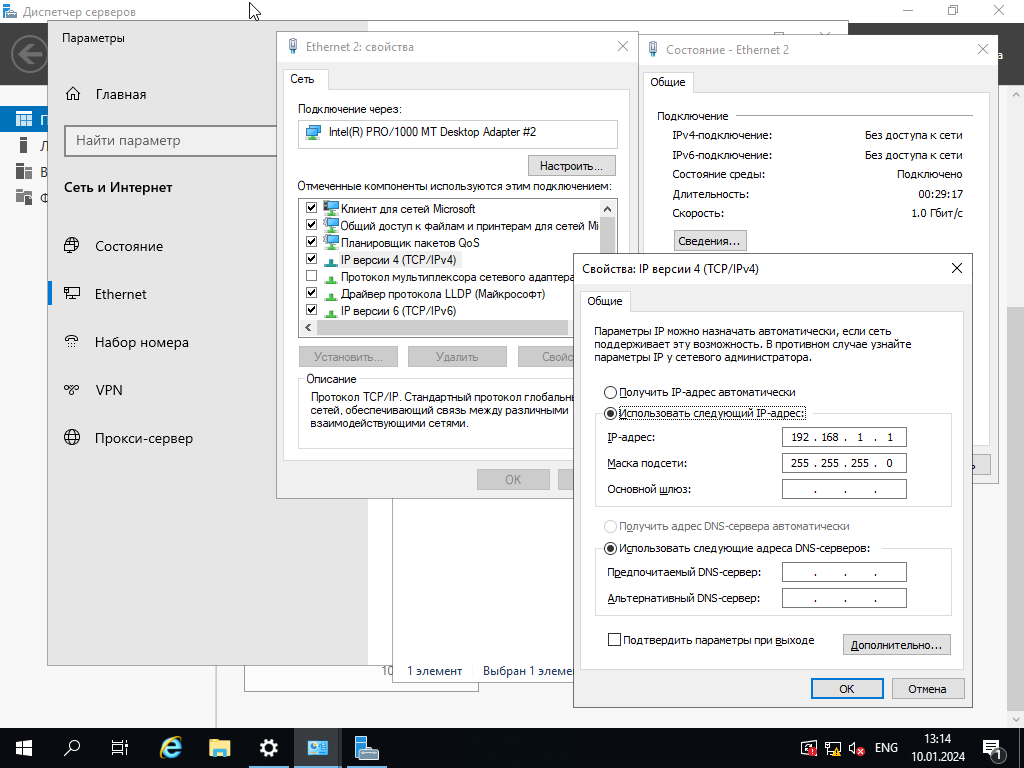 Диспетчер серверов
Параметры
Главная
Найти параметр
Сеть и Интернет
Состояние
Ethernet
Набор номера
VPN
Прокси-сервер
Ethernet 2: свойства
Сеть
Подключение через:
Intel(R) PRO/1000 MT Desktop Adapter #2
Настроить...
Отмеченные компоненты используются этим подключением:
Клиент для сетей Microsoft
Общий доступ к файлам и принтерам для сетей Mi
Планировщик пакетов QoS
IP версии 4 (TCP/IPv4)
Протокол мультиплексора сетевого адаптера
Драйвер протокола LLDP (Майкрософт)
IP версии 6 (TCP/IPv6)
Установить...
Удалить
Свойс
Описание
Протокол TCP/IP. Стандартный протокол глобальн
сетей, обеспечивающий связь между различными
взаимодействующими сетями.
OK
Состояние - Ethernet 2
Общие
Подключение
IPv4-подключение: Без доступа к сети
IPv6-подключение: Без доступа к сети
Состояние среды: Подключено
Длительность: 00:29:17
Скорость: 1.0 Гбит/с
Сведения...
Свойства: IP версии 4 (TCP/IPv4)
Общие
Параметры IP можно назначать автоматически, если сеть
поддерживает эту возможность. В противном случае узнайте
параметры IP у сетевого администратора.
Получить IP-адрес автоматически
Использовать следующий IP-адрес:
IP-адрес: 192 . 168 . 1 . 1
Маска подсети: 255 . 255 . 255 . 0
Основной шлюз: . . .
Получить адрес DNS-сервера автоматически
Использовать следующие адреса DNS-серверов:
Предпочитаемый DNS-сервер: . . .
Альтернативный DNS-сервер: . . .
Подтвердить параметры при выходе
Дополнительно...
OK
Отмена
10
1 элемент
Выбран 1 элеме
ENG
13:14
10.01.2024
1